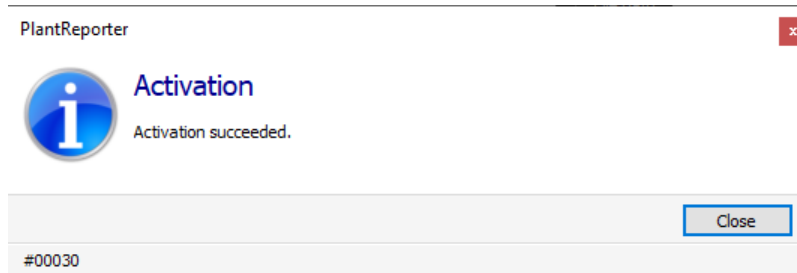 PlantReporter
x
Activation
Activation succeeded.
Close
#00030